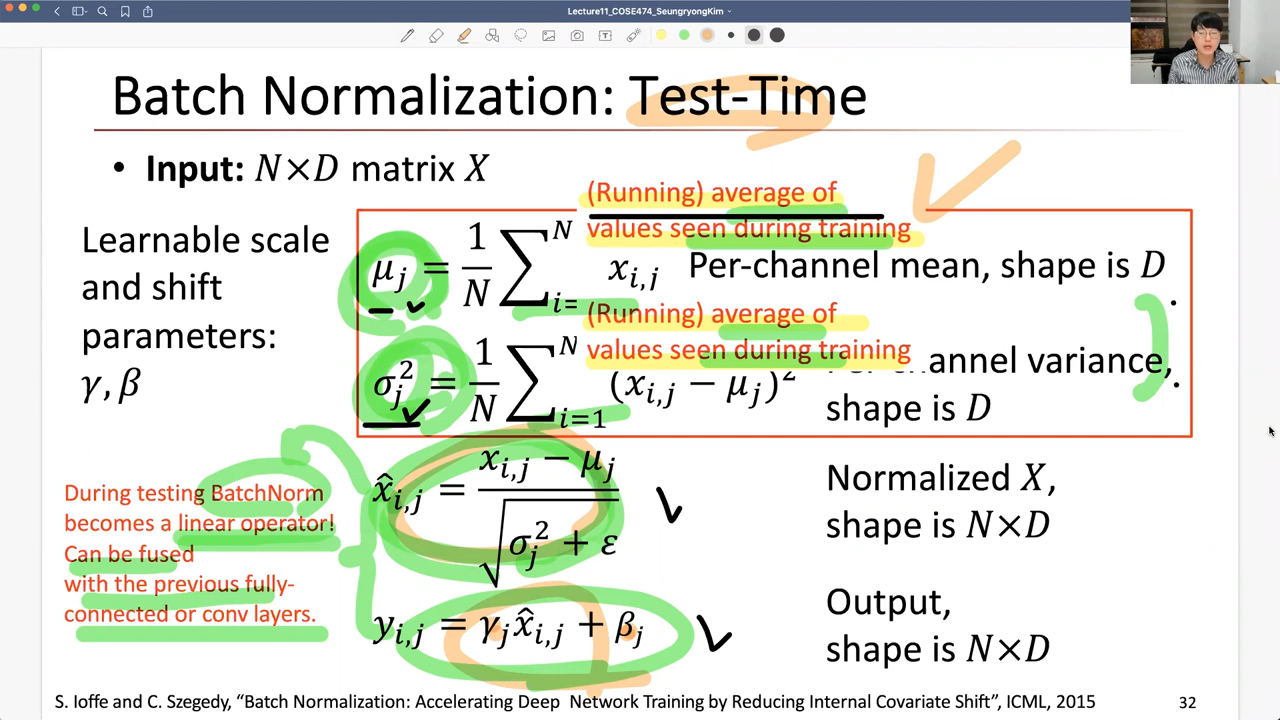 Lecture11_COSE474_SeungryongKim
Batch Normalization: Test-Time
• Input: N×D matrix X
Learnable scale
and shift
parameters:
γ, β
(Running) average of
values seen during training
μ_j = 1/N ∑_{i=}^{N} x_{i,j} Per-channel mean, shape is D
(Running) average of
values seen during training
σ_j^2 = 1/N ∑_{i=1}^{N} (x_{i,j} − μ_j)^2
annel variance,
shape is D
During testing BatchNorm
becomes a linear operator!
Can be fused
with the previous fully-
connected or conv layers.
x̂_{i,j} = (x_{i,j} − μ_j) / √(σ_j^2 + ε)
Normalized X,
shape is N×D
y_{i,j} = γ_j x̂_{i,j} + β_j
Output,
shape is N×D
S. Ioffe and C. Szegedy, “Batch Normalization: Accelerating Deep Network Training by Reducing Internal Covariate Shift”, ICML, 2015
32